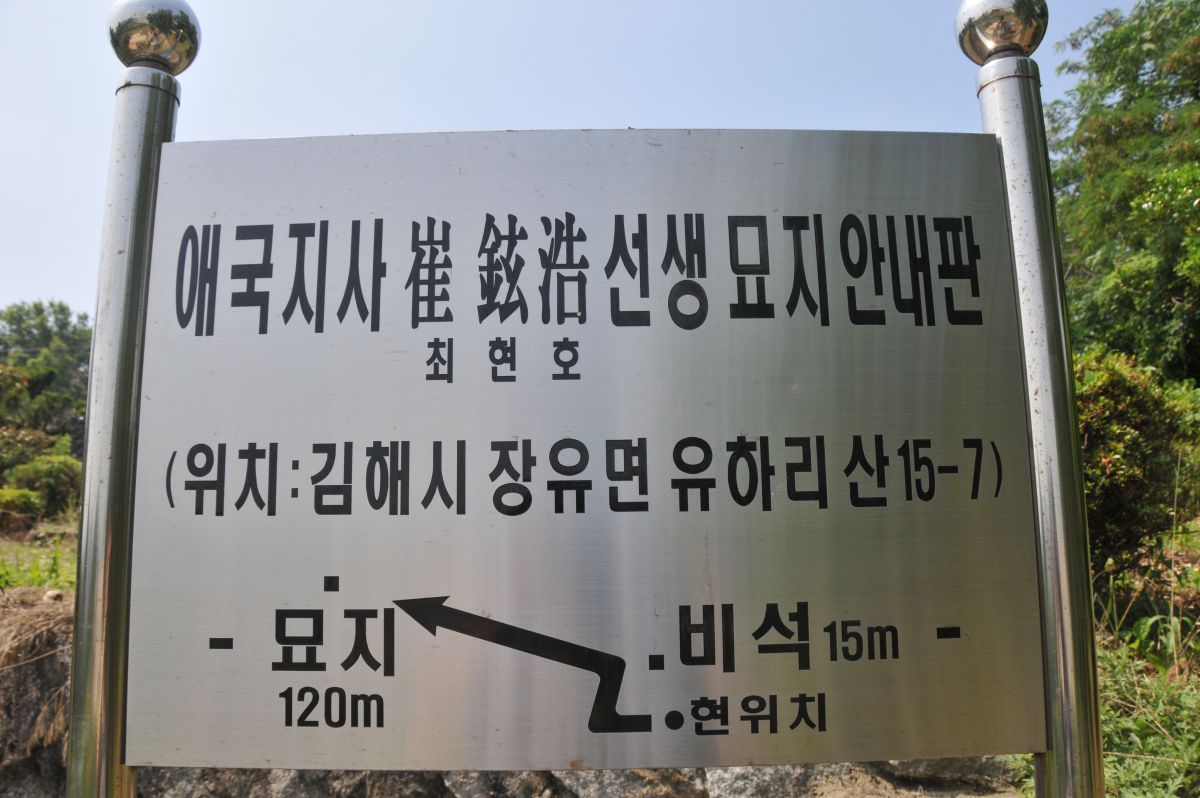 애국지사 崔 鉉 浩 선생 묘지 안내판
최 현 호
(위치:김해시 장유면 유하리 산15-7)
- 묘지
120m
비석 15m -
현위치